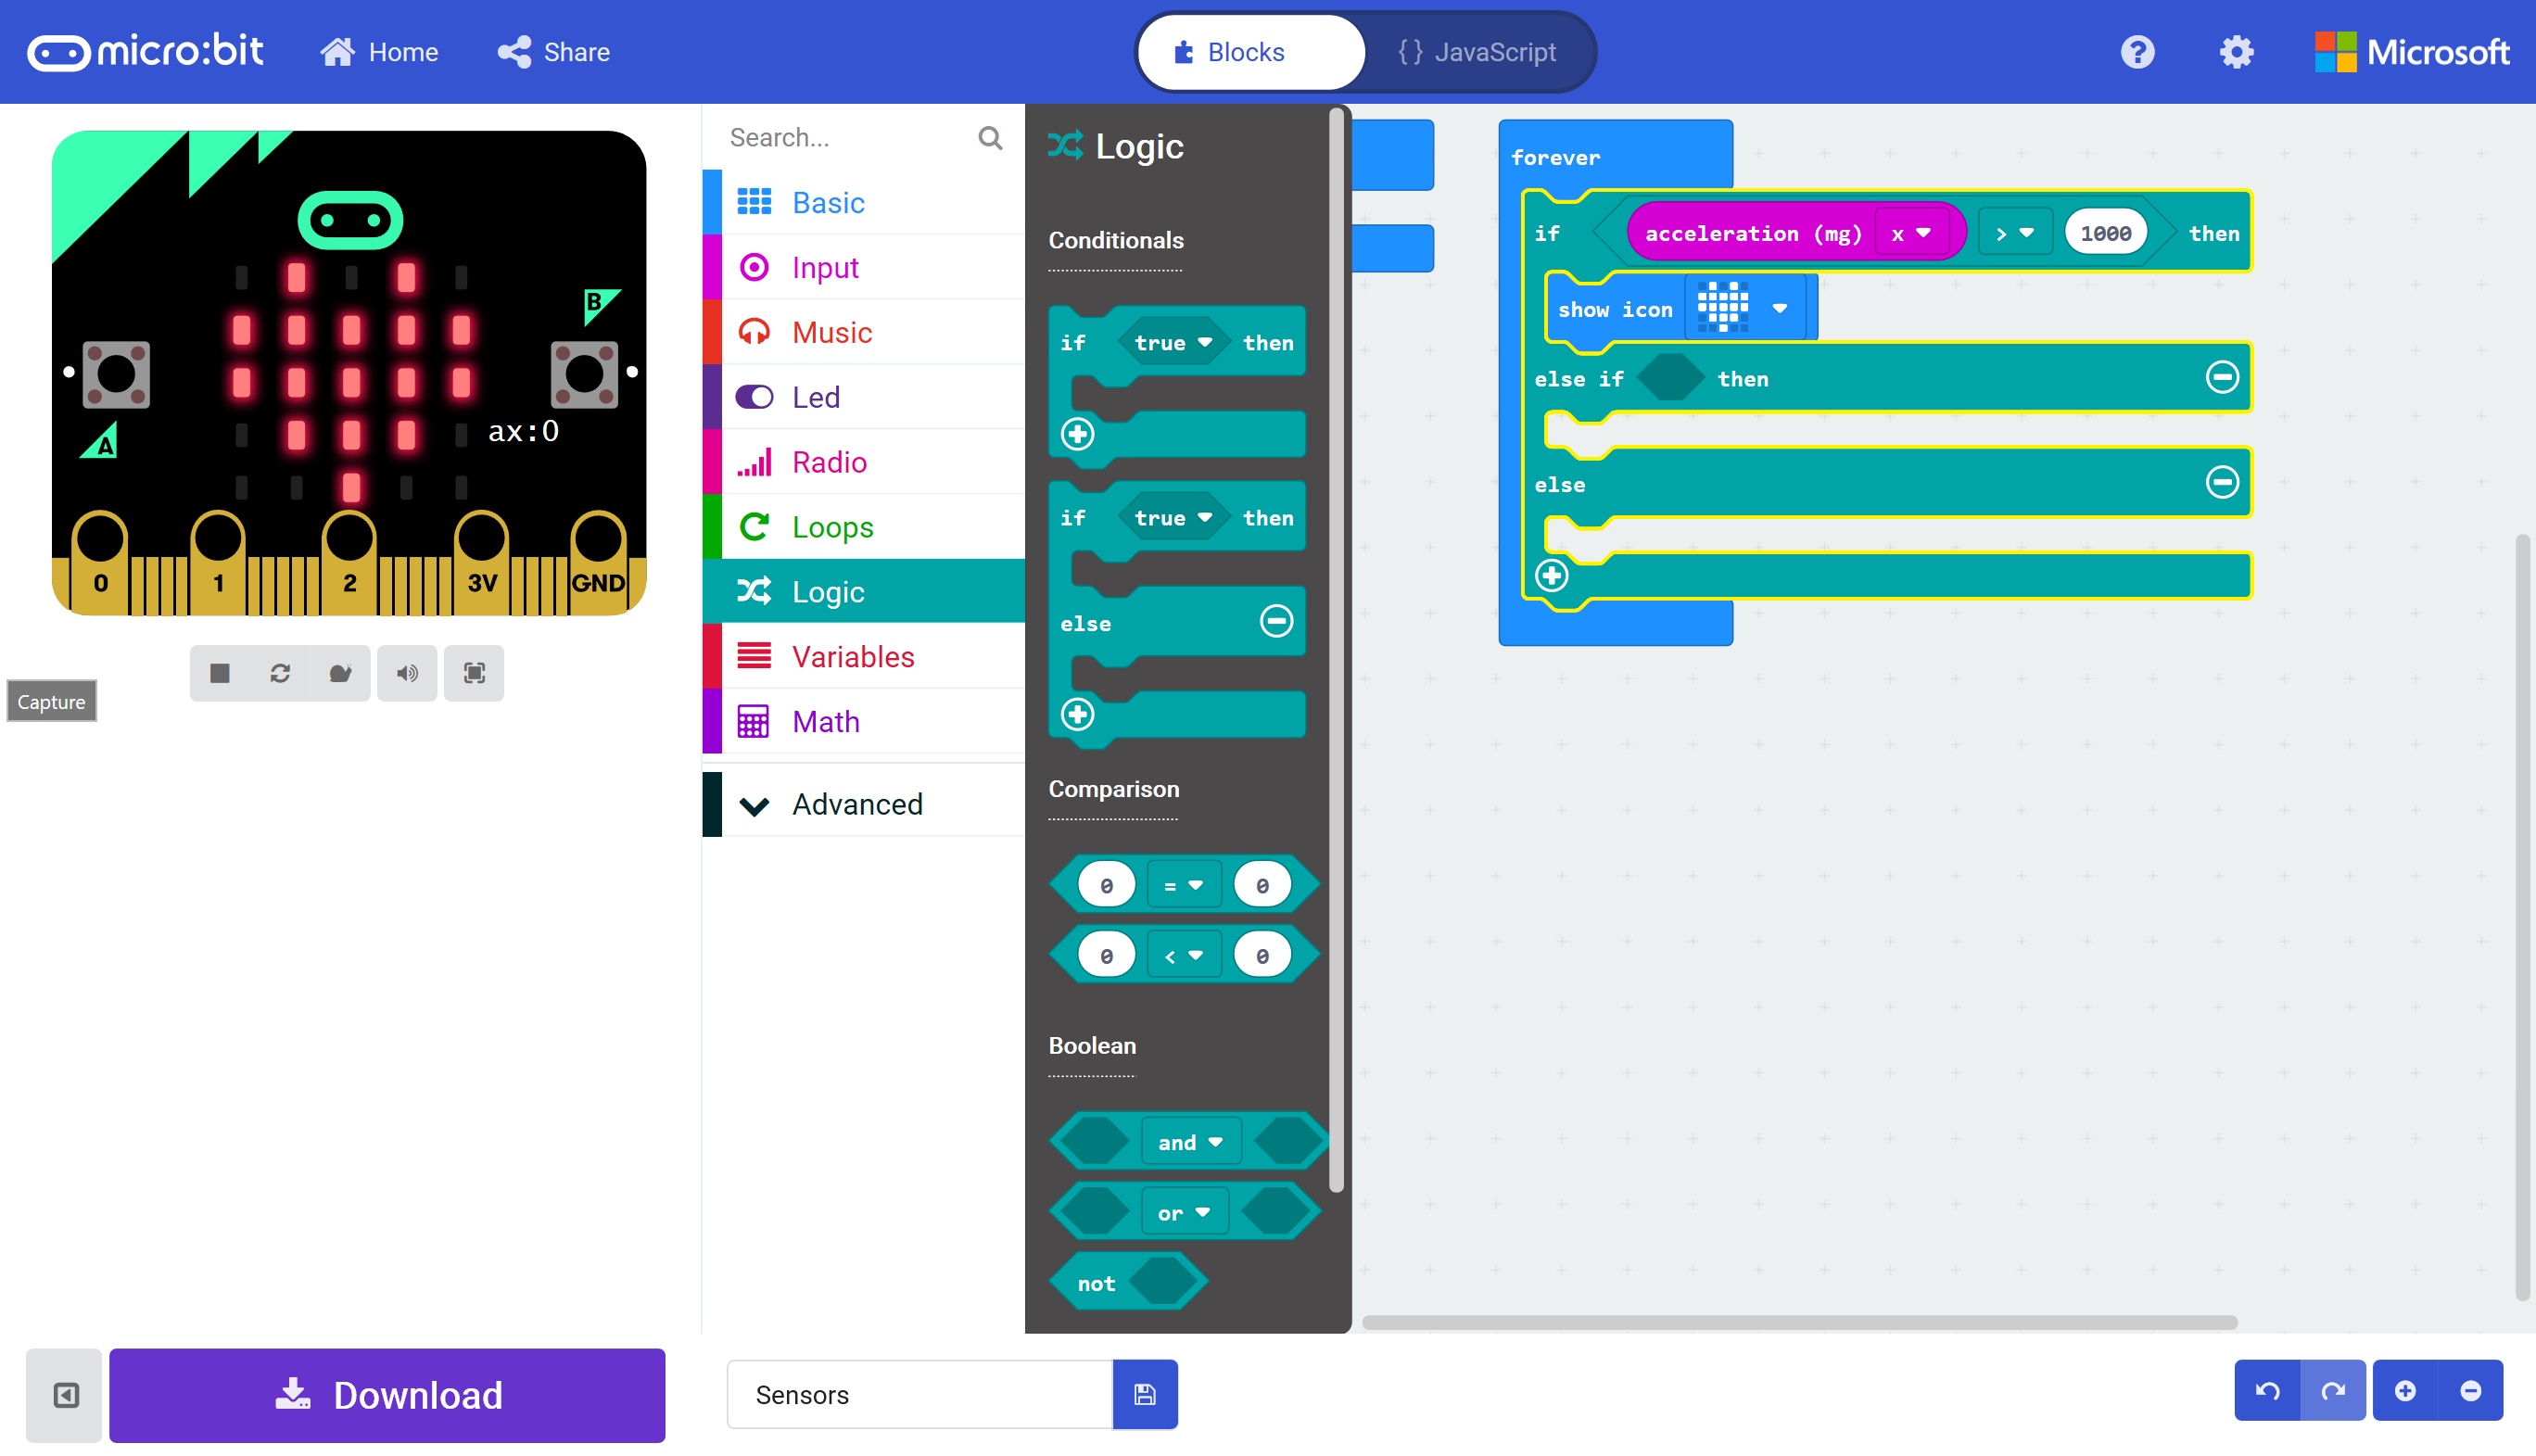 micro:bit
Home
Share
Blocks
{ } JavaScript
Microsoft
B
A
ax:0
0
1
2
3V
GND
Capture
Download
Search...
Basic
Input
Music
Led
Radio
Loops
Logic
Variables
Math
Advanced
Logic
Conditionals
if true then
if true then
else
Comparison
0 = 0
0 < 0
Boolean
and
or
not
forever
if acceleration (mg) x > 1000 then
show icon
else if then
else
Sensors